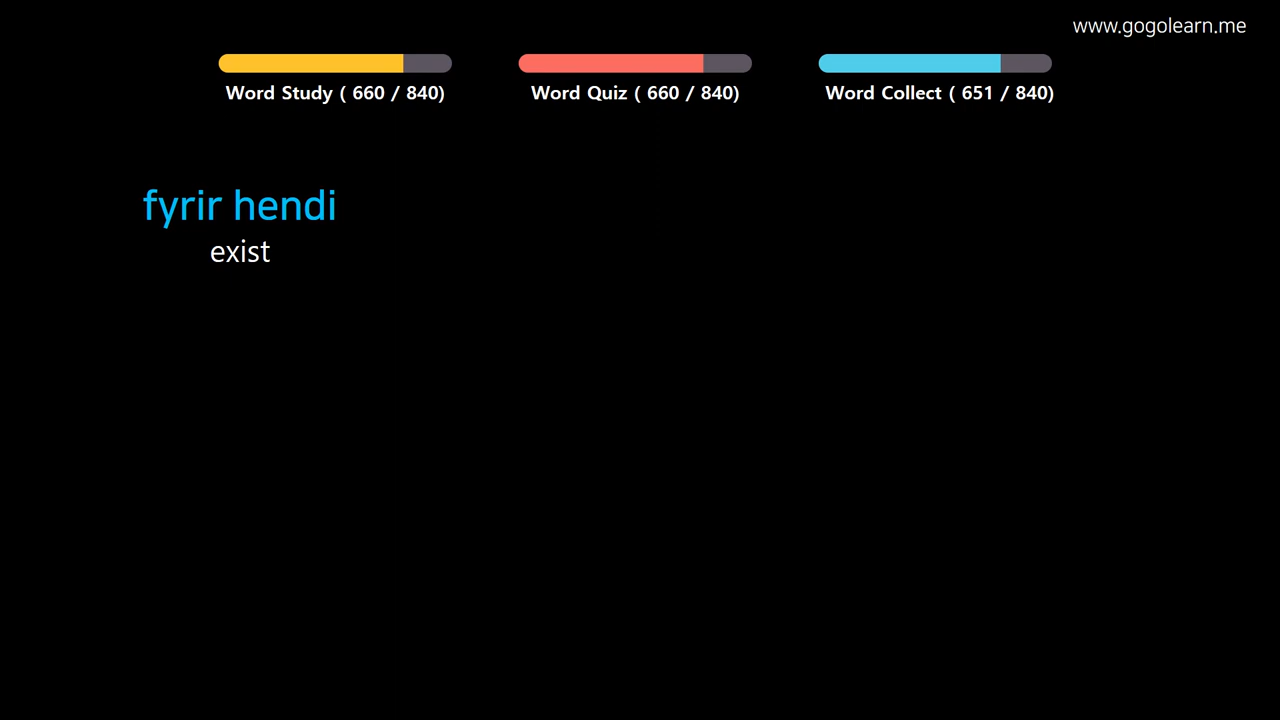 www.gogolearn.me
Word Study ( 660 / 840)
Word Quiz ( 660 / 840)
Word Collect ( 651 / 840)
fyrir hendi
exist